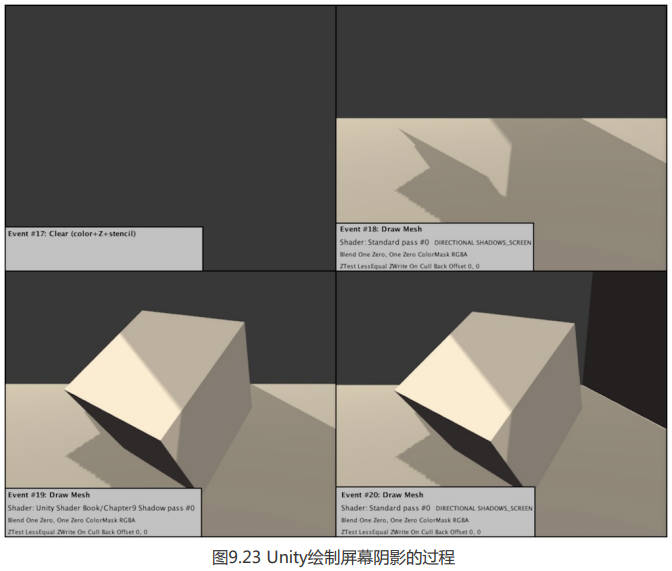 Event #17: Clear (color+Z+stencil)
Event #18: Draw Mesh
Shader: Standard pass #0 DIRECTIONAL SHADOWS_SCREEN
Blend One Zero, One Zero ColorMask RGBA
ZTest LessEqual ZWrite On Cull Back Offset 0, 0
Event #19: Draw Mesh
Shader: Unity Shader Book/Chapter9 Shadow pass #0
Blend One Zero, One Zero ColorMask RGBA
ZTest LessEqual ZWrite On Cull Back Offset 0, 0
Event #20: Draw Mesh
Shader: Standard pass #0 DIRECTIONAL SHADOWS_SCREEN
Blend One Zero, One Zero ColorMask RGBA
ZTest LessEqual ZWrite On Cull Back Offset 0, 0
图9.23 Unity绘制屏幕阴影的过程